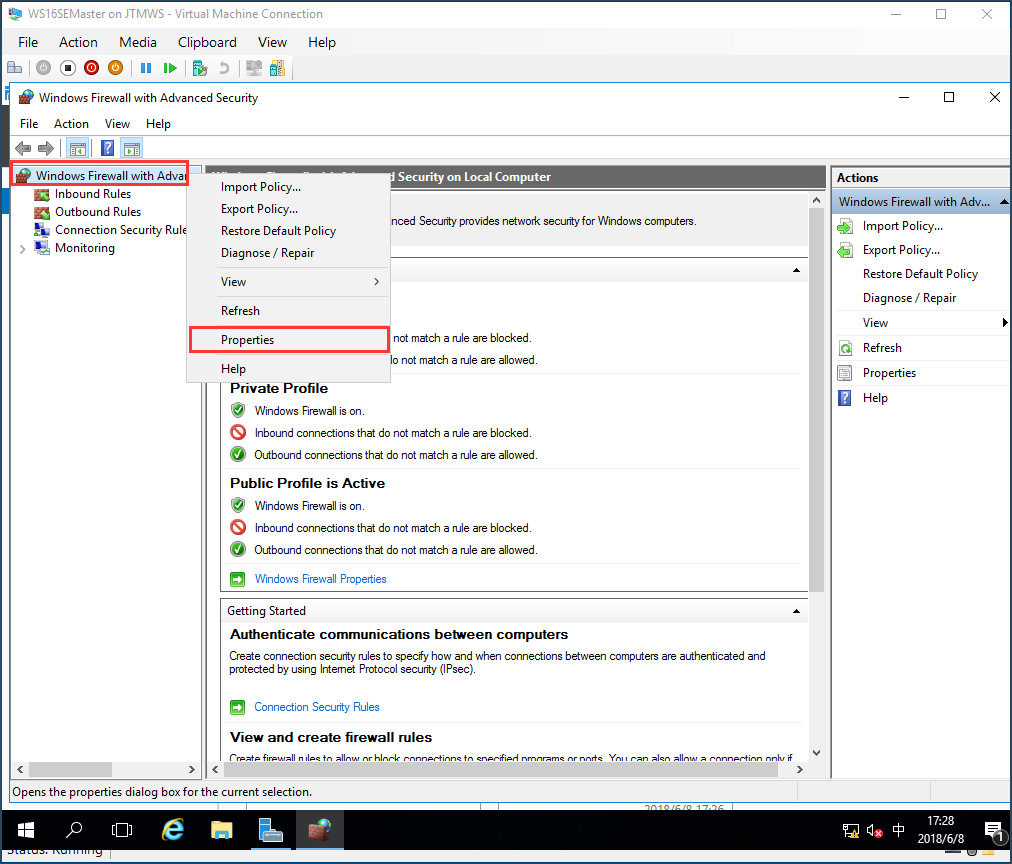 WS16SEMaster on JTMWS - Virtual Machine Connection
File Action Media Clipboard View Help
Windows Firewall with Advanced Security
File Action View Help
Windows Firewall with Advar
Inbound Rules
Outbound Rules
Connection Security Rule
Monitoring
Import Policy...
Export Policy...
Restore Default Policy
Diagnose / Repair
View
Refresh
Properties
Help
Security on Local Computer
nced Security provides network security for Windows computers.
not match a rule are blocked.
do not match a rule are allowed.
Private Profile
Windows Firewall is on.
Inbound connections that do not match a rule are blocked.
Outbound connections that do not match a rule are allowed.
Public Profile is Active
Windows Firewall is on.
Inbound connections that do not match a rule are blocked.
Outbound connections that do not match a rule are allowed.
Windows Firewall Properties
Getting Started
Authenticate communications between computers
Create connection security rules to specify how and when connections between computers are authenticated and
protected by using Internet Protocol security (IPsec).
Connection Security Rules
View and create firewall rules
Create firewall rules to allow or block connections to specified programs or ports. You can also allow a connection only if
Actions
Windows Firewall with Adv...
Import Policy...
Export Policy...
Restore Default Policy
Diagnose / Repair
View
Refresh
Properties
Help
Opens the properties dialog box for the current selection.
2018/6/8 17:26
中
17:28
2018/6/8
1
Status: Running